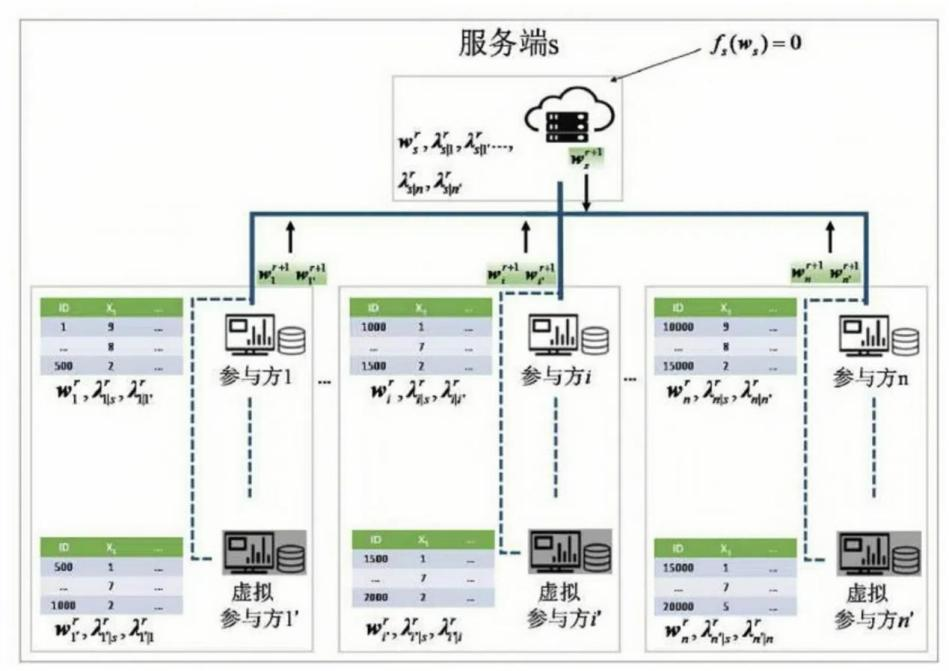 服务端s
f_s(w_s)=0
w_s^r, λ_{s|1}^r, λ_{s|1'}^r ...,
λ_{s|n}^r, λ_{s|n'}^r
w_s^{r+1}
w_1^{r+1} w_{1'}^{r+1}
w_i^{r+1} w_{i'}^{r+1}
w_n^{r+1} w_{n'}^{r+1}
ID X₁ ...
1 9 ...
... 8 ...
500 2 ...
w_1^r, λ_{1|s}^r, λ_{1|1'}^r
参与方1
...
ID X₁ ...
1000 1 ...
... 7 ...
1500 2 ...
w_i^r, λ_{i|s}^r, λ_{i|i'}^r
参与方i
...
ID X₁ ...
10000 9 ...
... 8 ...
15000 2 ...
w_n^r, λ_{n|s}^r, λ_{n|n'}^r
参与方n
ID X₁ ...
500 1 ...
... 7 ...
1000 2 ...
w_{1'}^r, λ_{1'|s}^r, λ_{1'|1}^r
虚拟
参与方1'
ID X₁ ...
1500 1 ...
... 7 ...
2000 2 ...
w_{i'}^r, λ_{i'|s}^r, λ_{i'|i}^r
虚拟
参与方i'
ID X₁ ...
15000 1 ...
... 7 ...
20000 5 ...
w_{n'}^r, λ_{n'|s}^r, λ_{n'|n}^r
虚拟
参与方n'